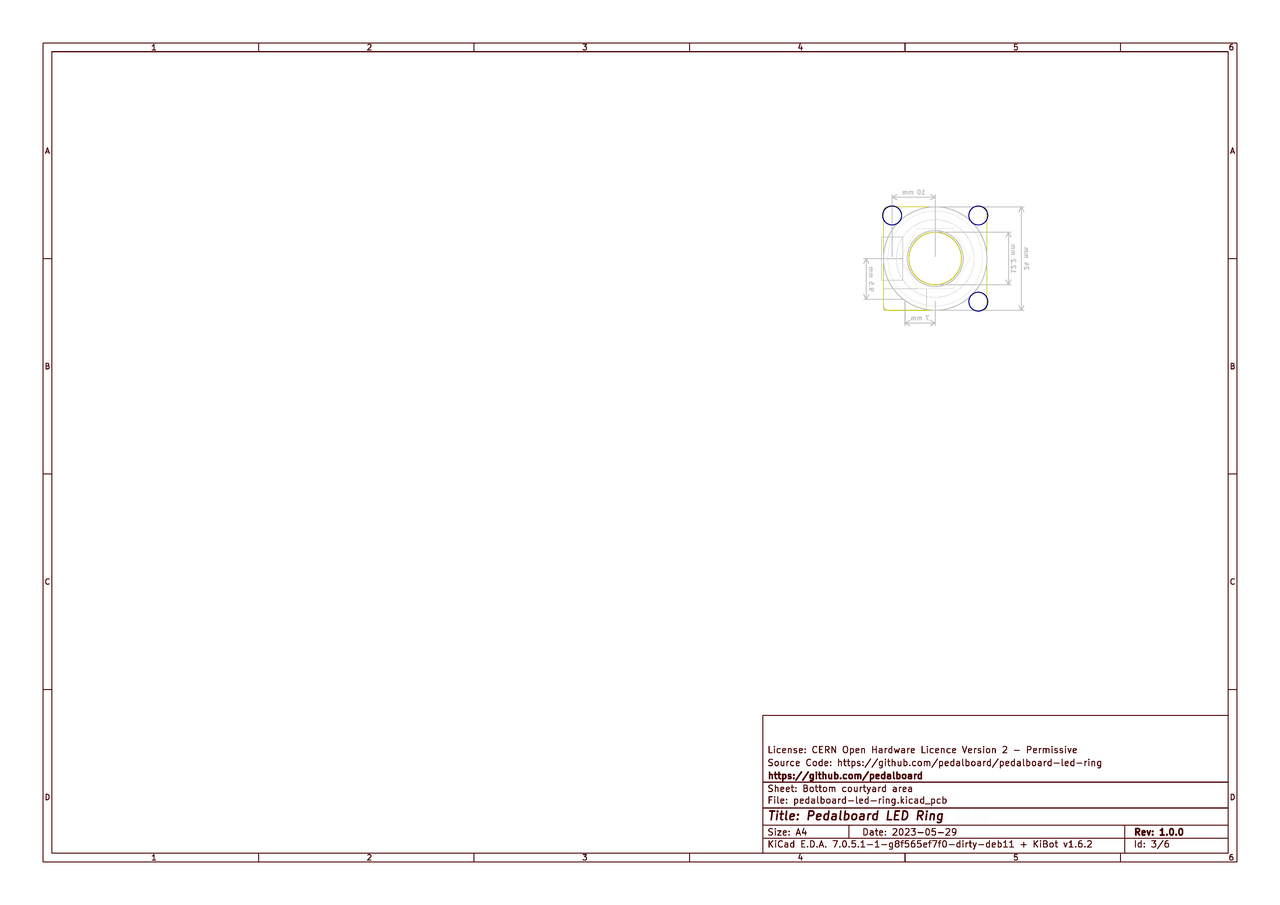 1 2 3 4 5 6
A A
10 mm
12.2 mm
24 mm
9.5 mm
7 mm
B B
C C
License: CERN Open Hardware Licence Version 2 - Permissive
Source Code: https://github.com/pedalboard/pedalboard-led-ring
https://github.com/pedalboard
Sheet: Bottom courtyard area
D D
File: pedalboard-led-ring.kicad_pcb
Title: Pedalboard LED Ring
Size: A4 Date: 2023-05-29 Rev: 1.0.0
KiCad E.D.A. 7.0.5.1-1-g8f565ef7f0-dirty-deb11 + KiBot v1.6.2 Id: 3/6
1 2 3 4 5 6